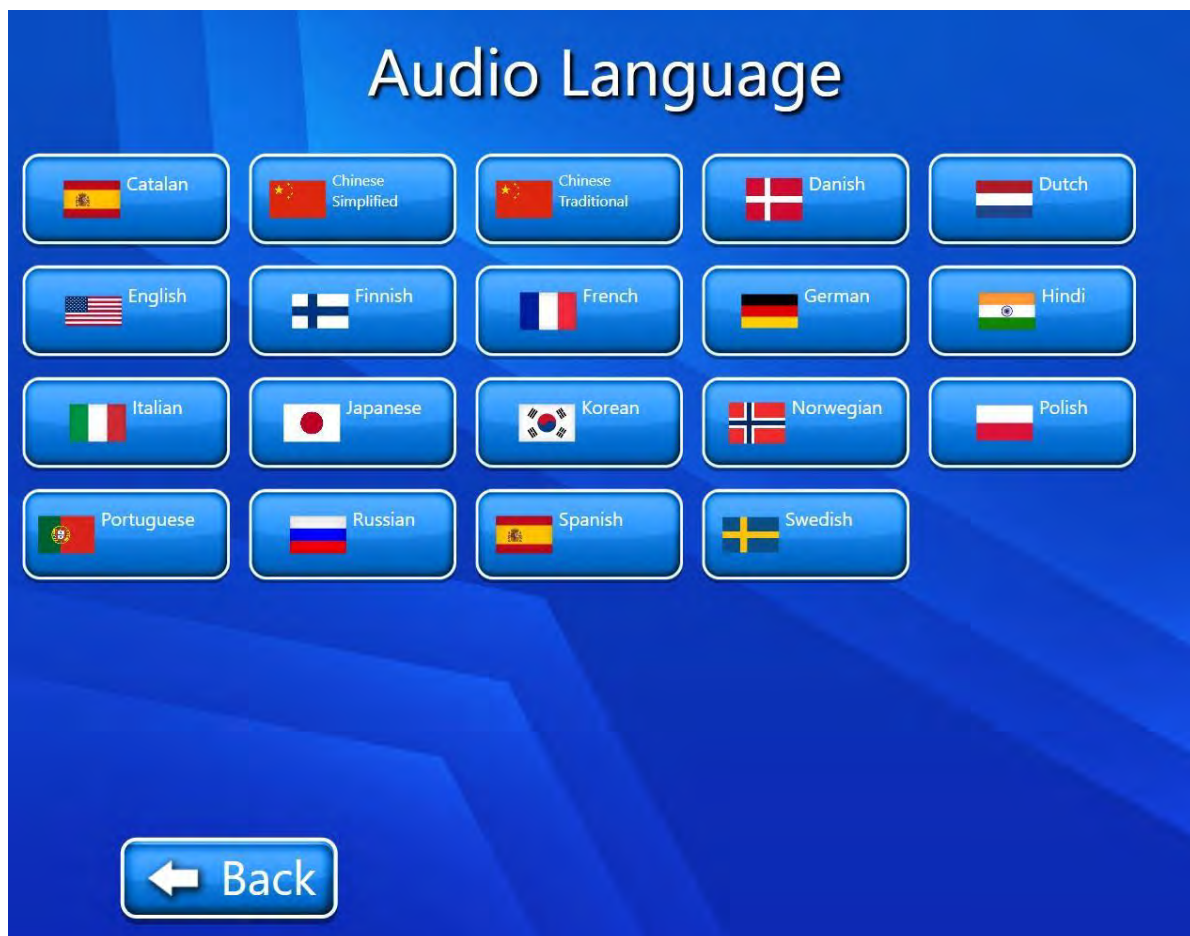 Audio Language
Catalan
Chinese
Simplified
Chinese
Traditional
Danish
Dutch
English
Finnish
French
German
Hindi
Italian
Japanese
Korean
Norwegian
Polish
Portuguese
Russian
Spanish
Swedish
Back